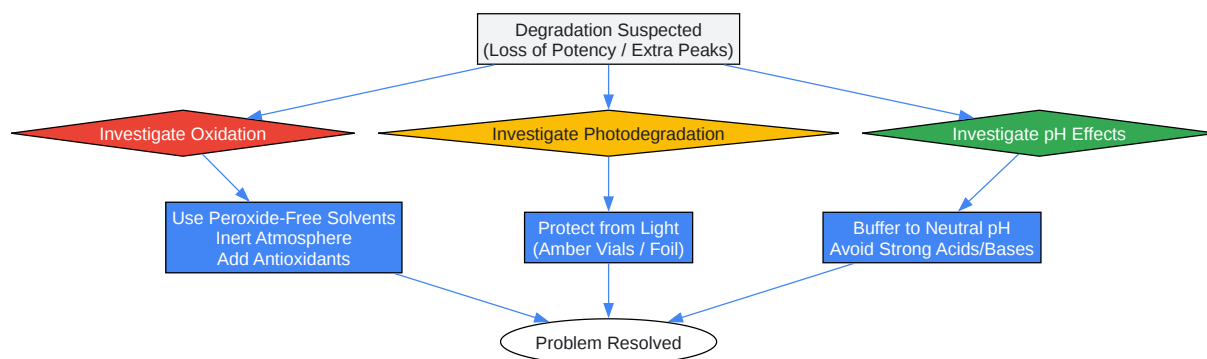 Degradation Suspected
(Loss of Potency / Extra Peaks)
Investigate Oxidation
Investigate Photodegradation
Investigate pH Effects
Use Peroxide-Free Solvents
Inert Atmosphere
Add Antioxidants
Protect from Light
(Amber Vials / Foil)
Buffer to Neutral pH
Avoid Strong Acids/Bases
Problem Resolved